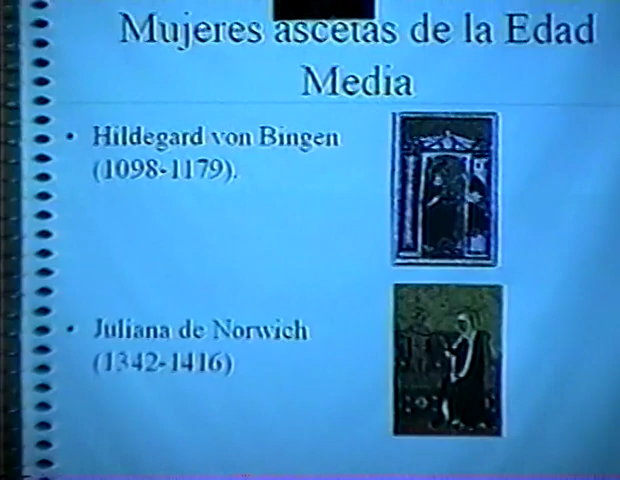 Mujeres ascetas de la Edad
Media
• Hildegard von Bingen
(1098-1179).
• Juliana de Norwich
(1342-1416)